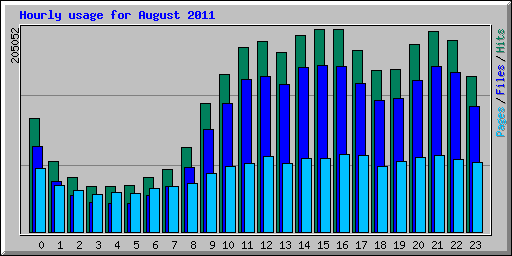 Hourly usage for August 2011
205052
Pages/Files/Hits
0 1 2 3 4 5 6 7 8 9 10 11 12 13 14 15 16 17 18 19 20 21 22 23